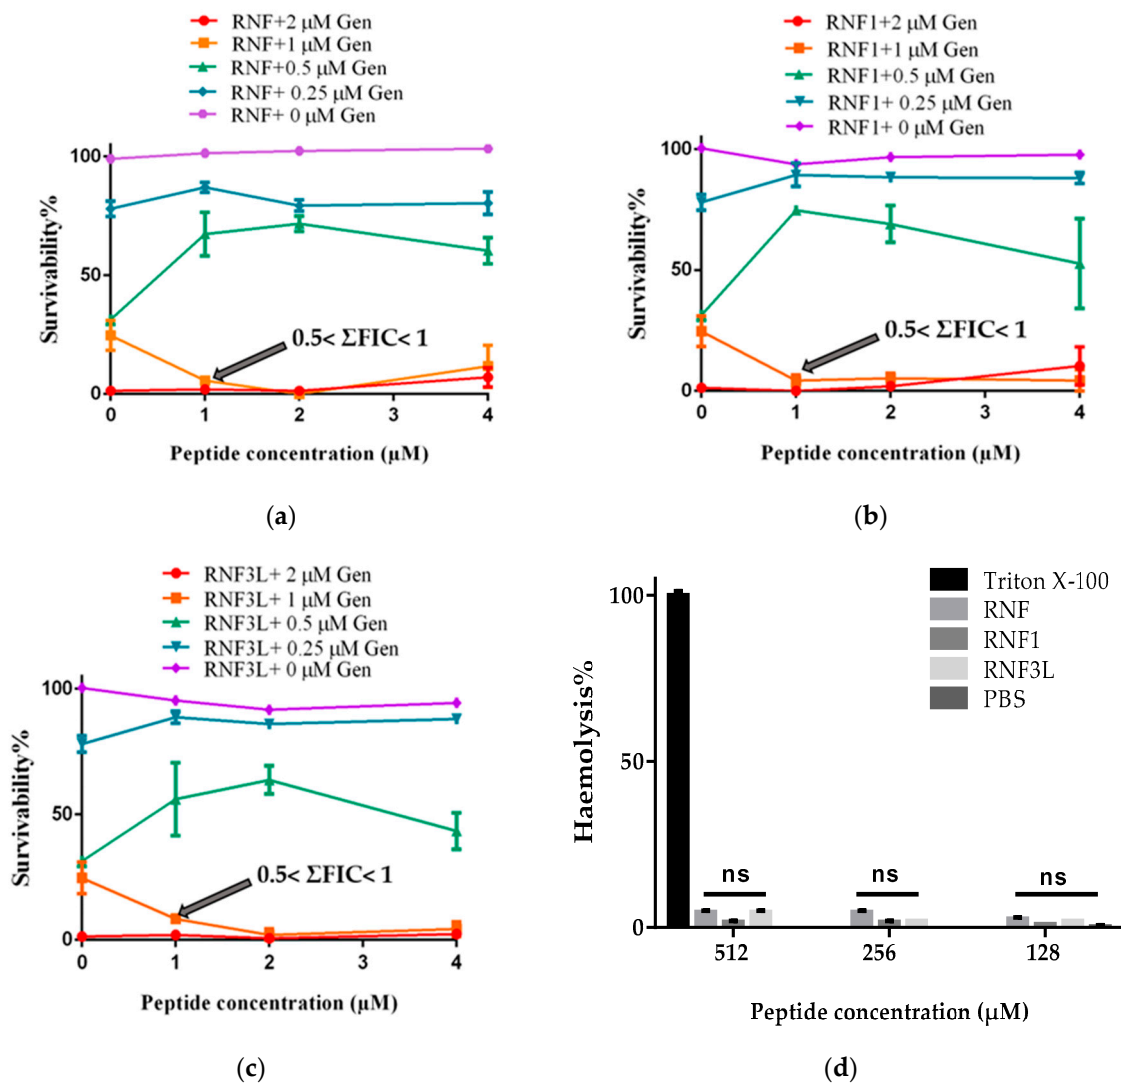 RNF+2 μM Gen
RNF+1 μM Gen
RNF+0.5 μM Gen
RNF+ 0.25 μM Gen
RNF+ 0 μM Gen
Survivability%
100
50
0
0.5< ΣFIC< 1
0 1 2 3 4
Peptide concentration (μM)
(a)
RNF1+2 μM Gen
RNF1+1 μM Gen
RNF1+0.5 μM Gen
RNF1+ 0.25 μM Gen
RNF1+ 0 μM Gen
Survivability%
100
50
0
0.5< ΣFIC< 1
0 1 2 3 4
Peptide concentration (μM)
(b)
RNF3L+ 2 μM Gen
RNF3L+ 1 μM Gen
RNF3L+ 0.5 μM Gen
RNF3L+ 0.25 μM Gen
RNF3L+ 0 μM Gen
Survivability%
100
50
0
0.5< ΣFIC< 1
0 1 2 3 4
Peptide concentration (μM)
(c)
Triton X-100
RNF
RNF1
RNF3L
PBS
Haemolysis%
100
50
0
ns ns ns
512 256 128
Peptide concentration (μM)
(d)